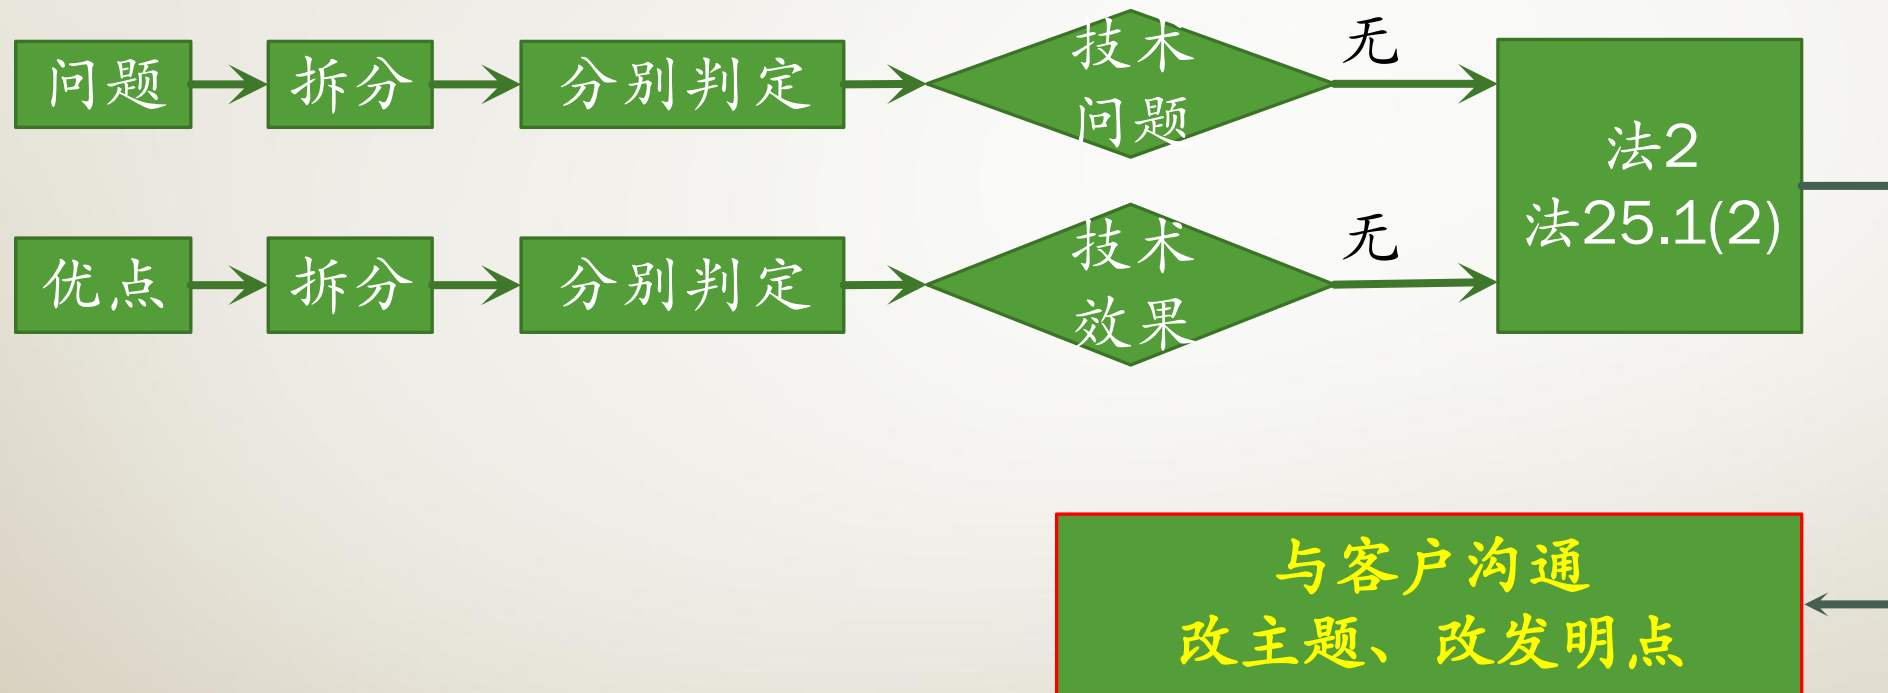 问题
拆分
分别判定
技术
问题
无
法2
法25.1(2)
优点
拆分
分别判定
技术
效果
无
与客户沟通
改主题、改发明点